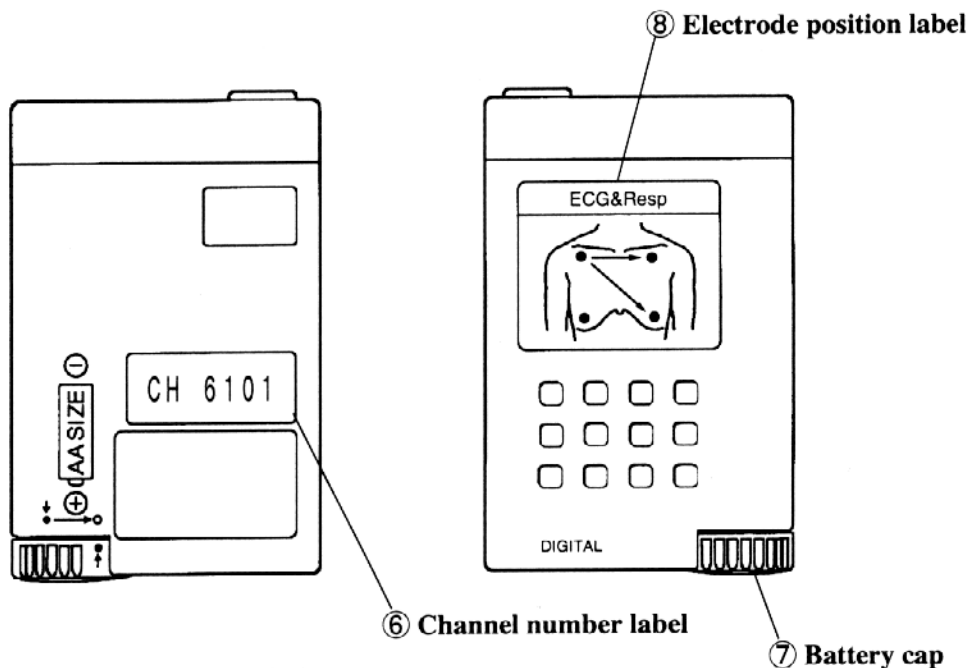 ⑧ Electrode position label
ECG&Resp
CH 6101
⊖ AA SIZE ⊕
DIGITAL
⑥ Channel number label
⑦ Battery cap